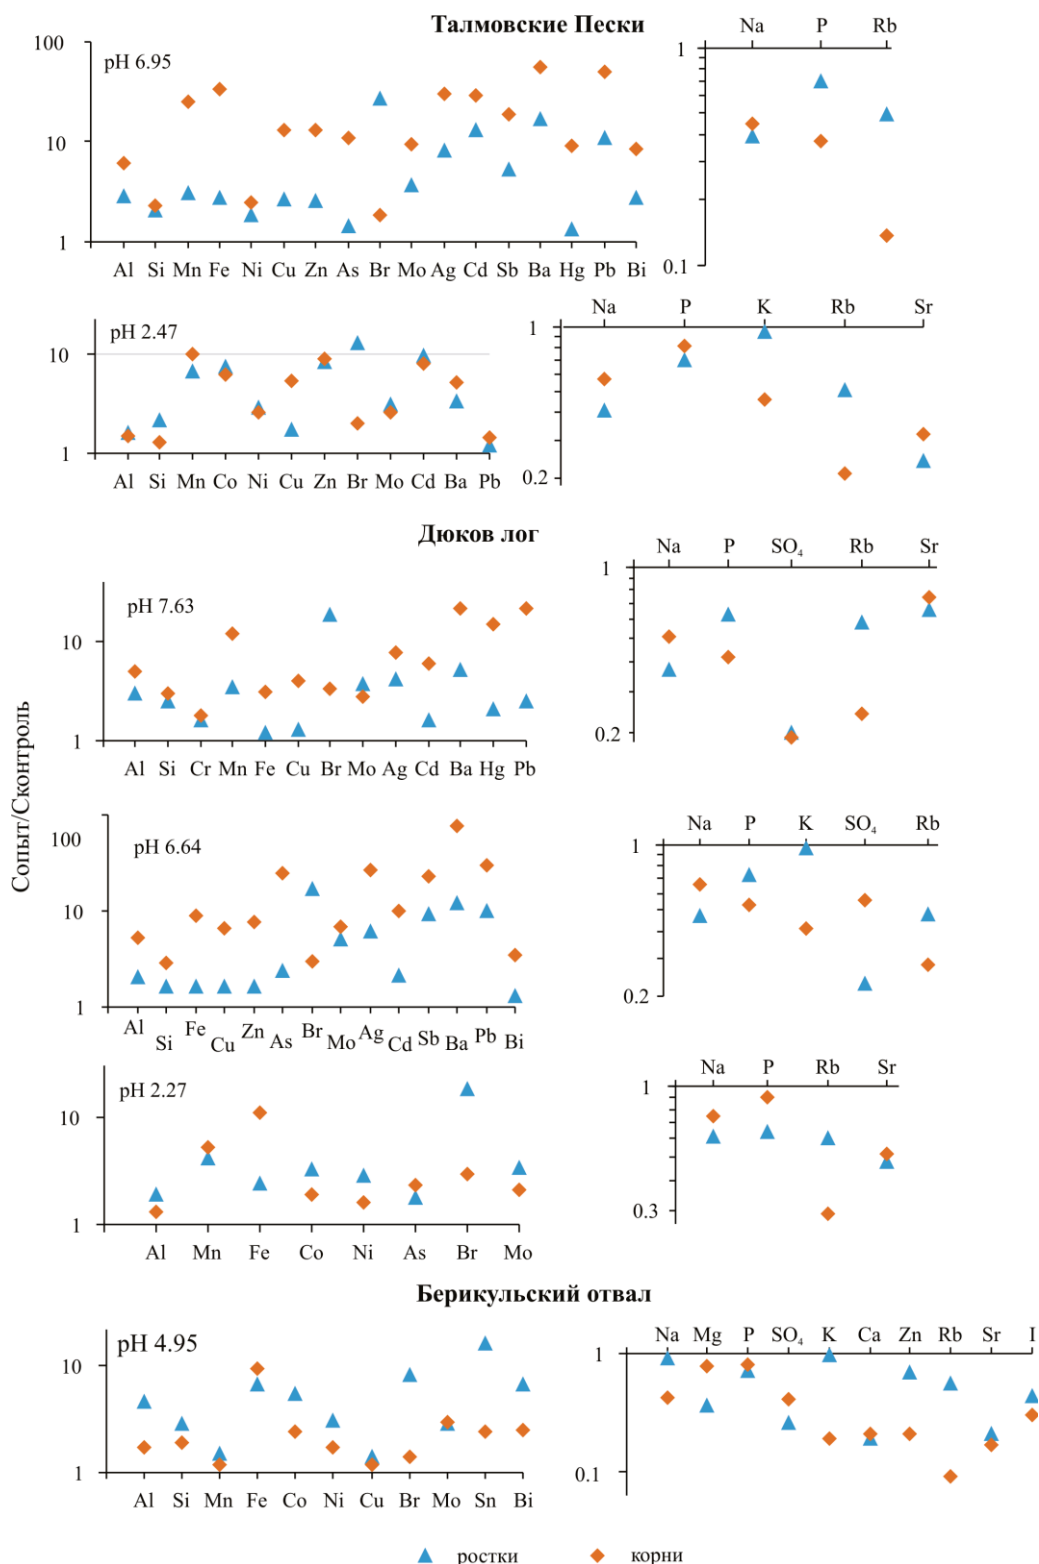 Талмовские Пески
pH 6.95
100
10
1
Al Si Mn Fe Ni Cu Zn As Br Mo Ag Cd Sb Ba Hg Pb Bi
Na P Rb
1
0.1
pH 2.47
10
1
Al Si Mn Co Ni Cu Zn Br Mo Cd Ba Pb
Na P K Rb Sr
1
0.2
Дюков лог
pH 7.63
10
1
Al Si Cr Mn Fe Cu Br Mo Ag Cd Ba Hg Pb
Na P SO4 Rb Sr
1
0.2
Cопыт/Cконтроль
pH 6.64
100
10
1
Al Si Fe Cu Zn As Br Mo Ag Cd Sb Ba Pb Bi
Na P K SO4 Rb
1
0.2
pH 2.27
10
1
Al Mn Fe Co Ni As Br Mo
Na P Rb Sr
1
0.3
Берикульский отвал
pH 4.95
10
1
Al Si Mn Fe Co Ni Cu Br Mo Sn Bi
Na Mg P SO4 K Ca Zn Rb Sr I
1
0.1
ростки корни